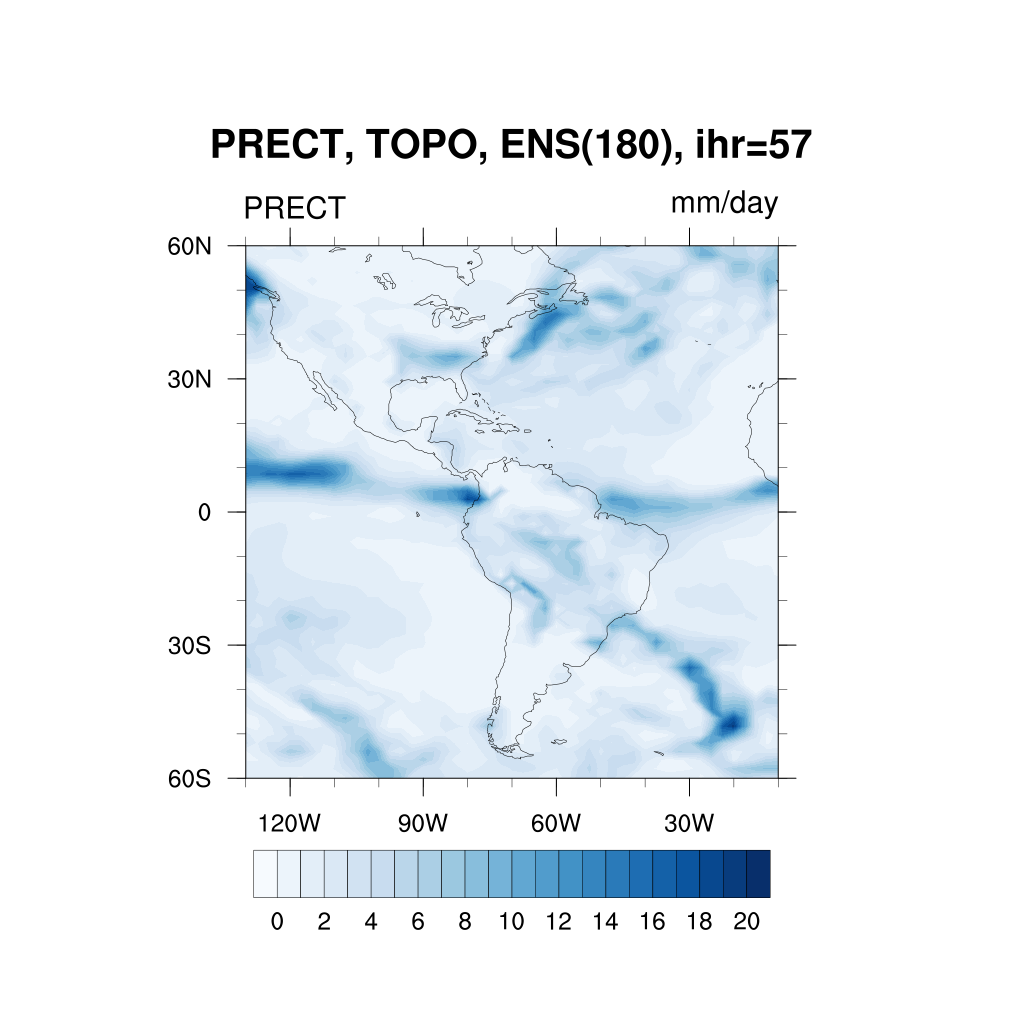 PRECT, TOPO, ENS(180), ihr=57
PRECT mm/day
60N
30N
0
30S
60S
120W 90W 60W 30W
0 2 4 6 8 10 12 14 16 18 20